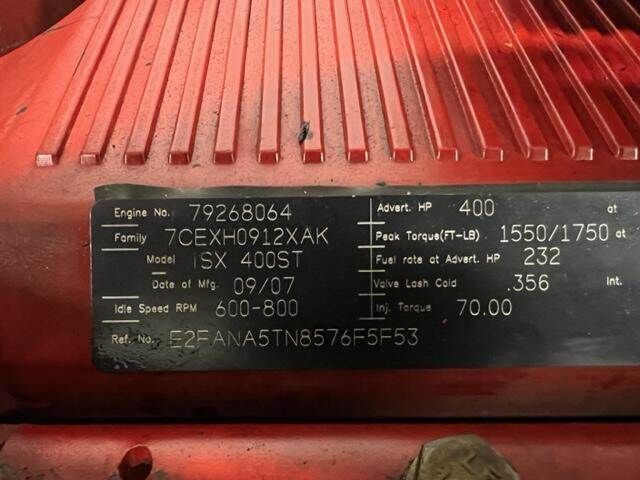 Engine No. 79268064 Advert. HP 400 at
Family 7CEXH0912XAK Peak Torque(FT-LB) 1550/1750 at
Model ISX 400ST Fuel rate at Advert. HP 232
Date of Mfg. 09/07 Valve Lash Cold .356 Int.
Idle Speed RPM 600-800 Inj. Torque 70.00
Ref. No. E2FANA5TN8576F5F53